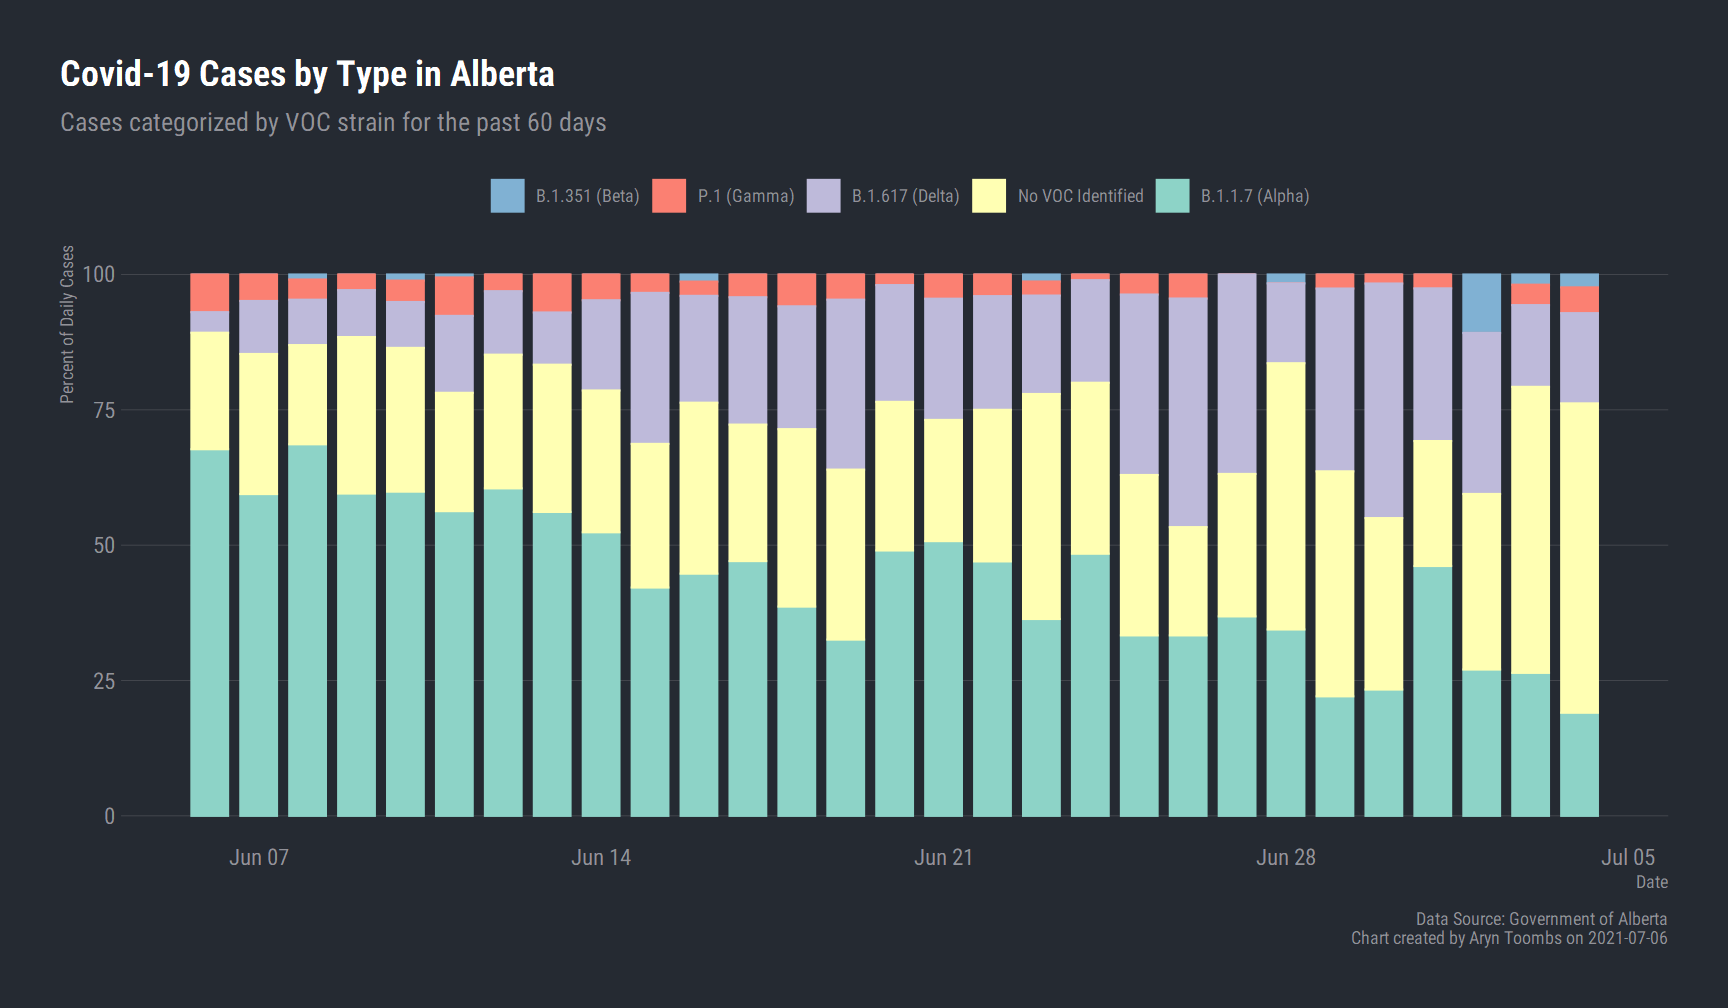 Covid-19 Cases by Type in Alberta
Cases categorized by VOC strain for the past 60 days
B.1.351 (Beta) P.1 (Gamma) B.1.617 (Delta) No VOC Identified B.1.1.7 (Alpha)
Percent of Daily Cases
100
75
50
25
0
Jun 07 Jun 14 Jun 21 Jun 28 Jul 05
Date
Data Source: Government of Alberta
Chart created by Aryn Toombs on 2021-07-06